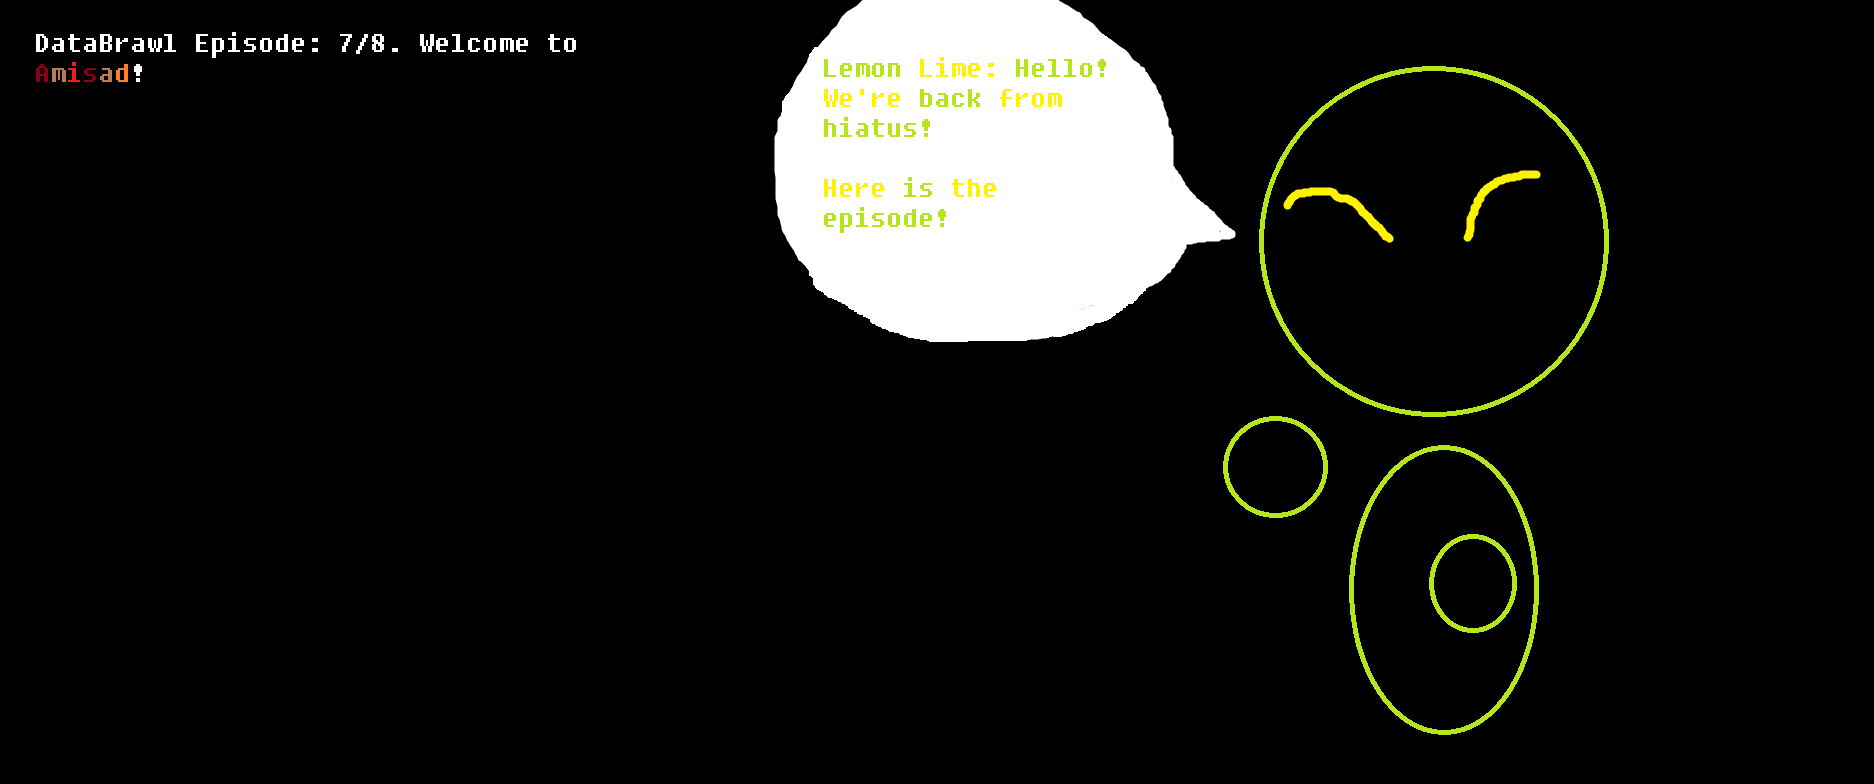 DataBrawl Episode: 7/8. Welcome to
Amisad!
Lemon Lime: Hello!
We're back from
hiatus!
Here is the
episode!